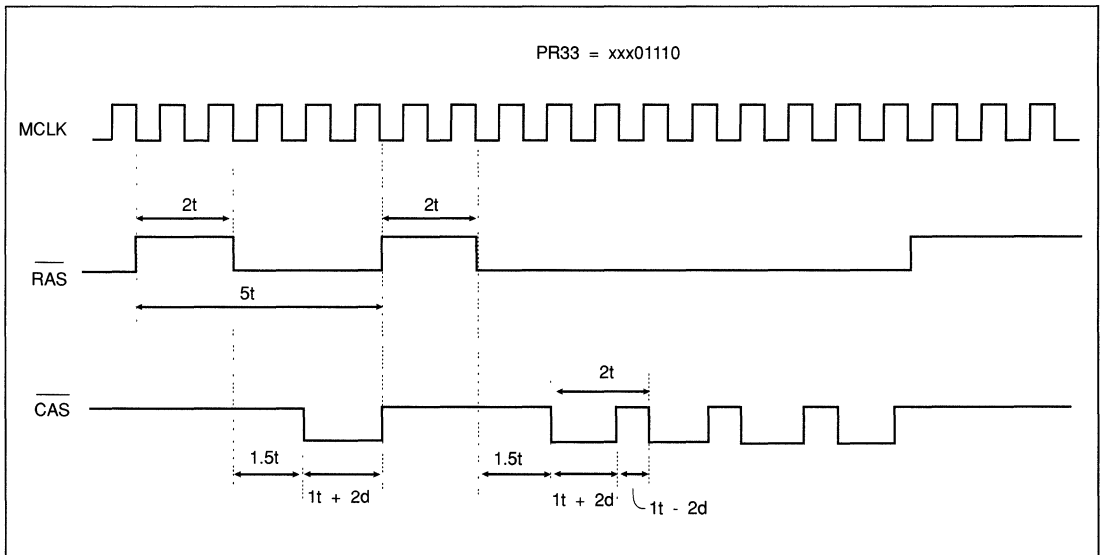 PR33 = xxx01110
MCLK
2t
2t
RAS
5t
2t
CAS
1.5t
1t + 2d
1.5t
1t + 2d
1t - 2d